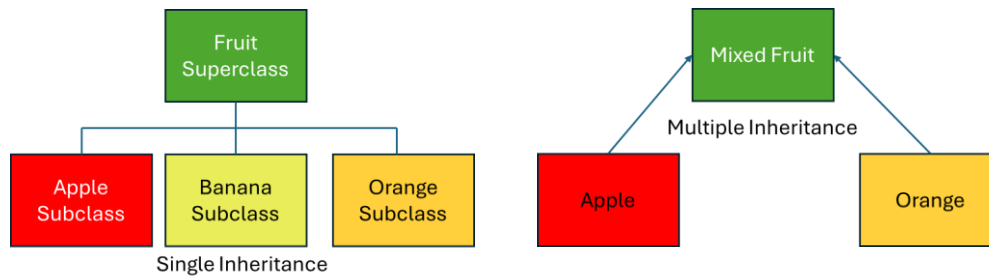 Fruit
Superclass
Apple
Subclass
Banana
Subclass
Orange
Subclass
Single Inheritance
Mixed Fruit
Multiple Inheritance
Apple
Orange